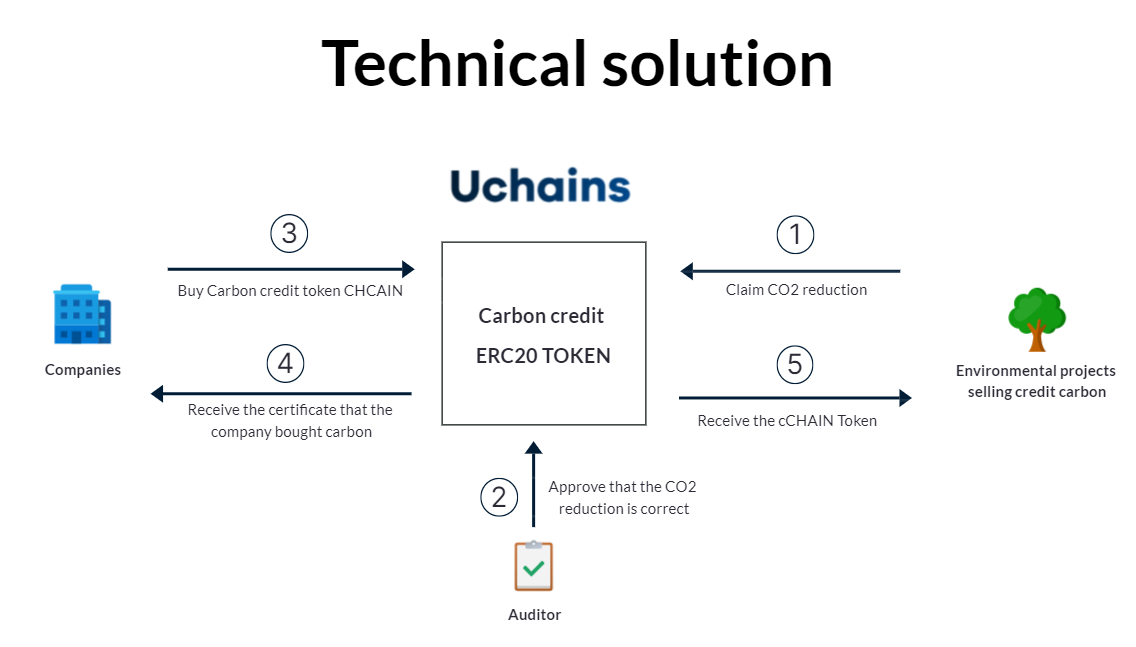 Technical solution
Uchains
3
1
Buy Carbon credit token CHCAIN
Claim CO2 reduction
Carbon credit
ERC20 TOKEN
Companies
4
5
Environmental projects
selling credit carbon
Receive the certificate that the
company bought carbon
Receive the cCHAIN Token
2
Approve that the CO2
reduction is correct
Auditor